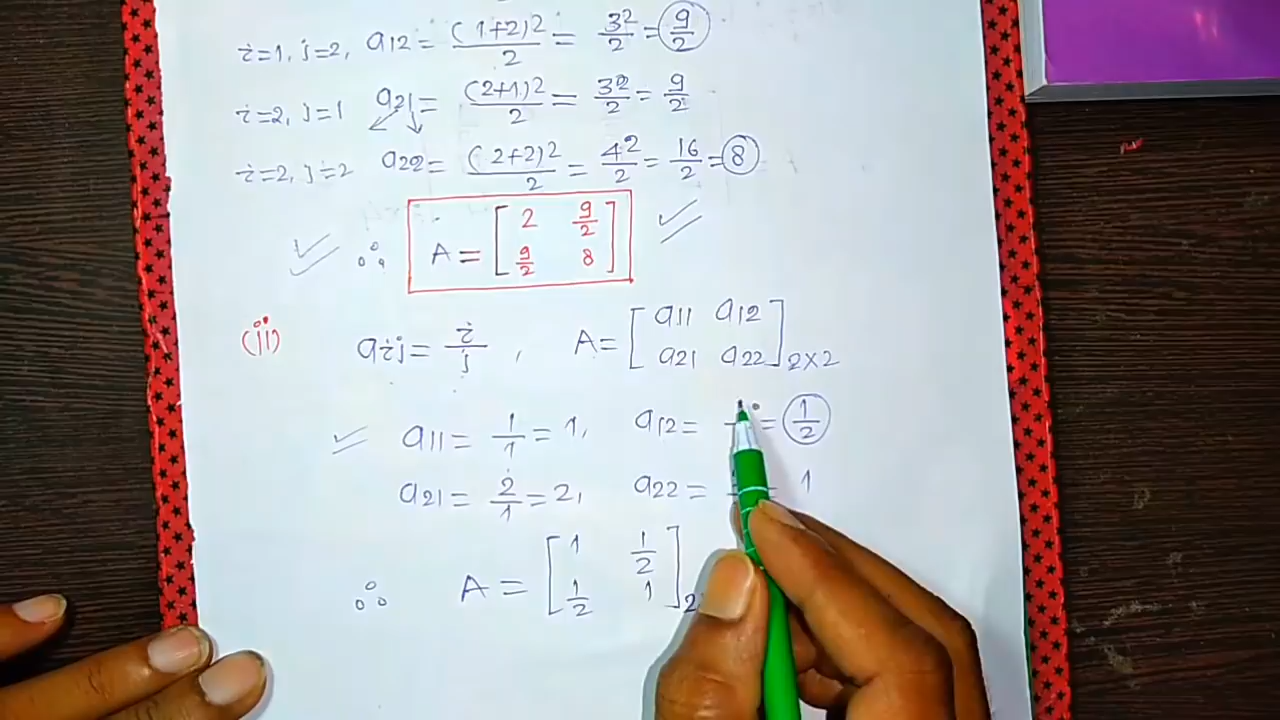 i=1, j=2, a12 = (1+2)2/2 = 3²/2 = 9/2
i=2, j=1 a21 = (2+1)2/2 = 3²/2 = 9/2
i=2, j=2 a22 = (2+2)2/2 = 4²/2 = 16/2 = 8
∴ A = [2 9/2
9/2 8]
(ii) aij = i/j , A = [a11 a12
a21 a22]2×2
a11 = 1/1 = 1, a12 = = 1/2
a21 = 2/1 = 2, a22 = = 1
∴ A = [1 1/2
1/2 1]2